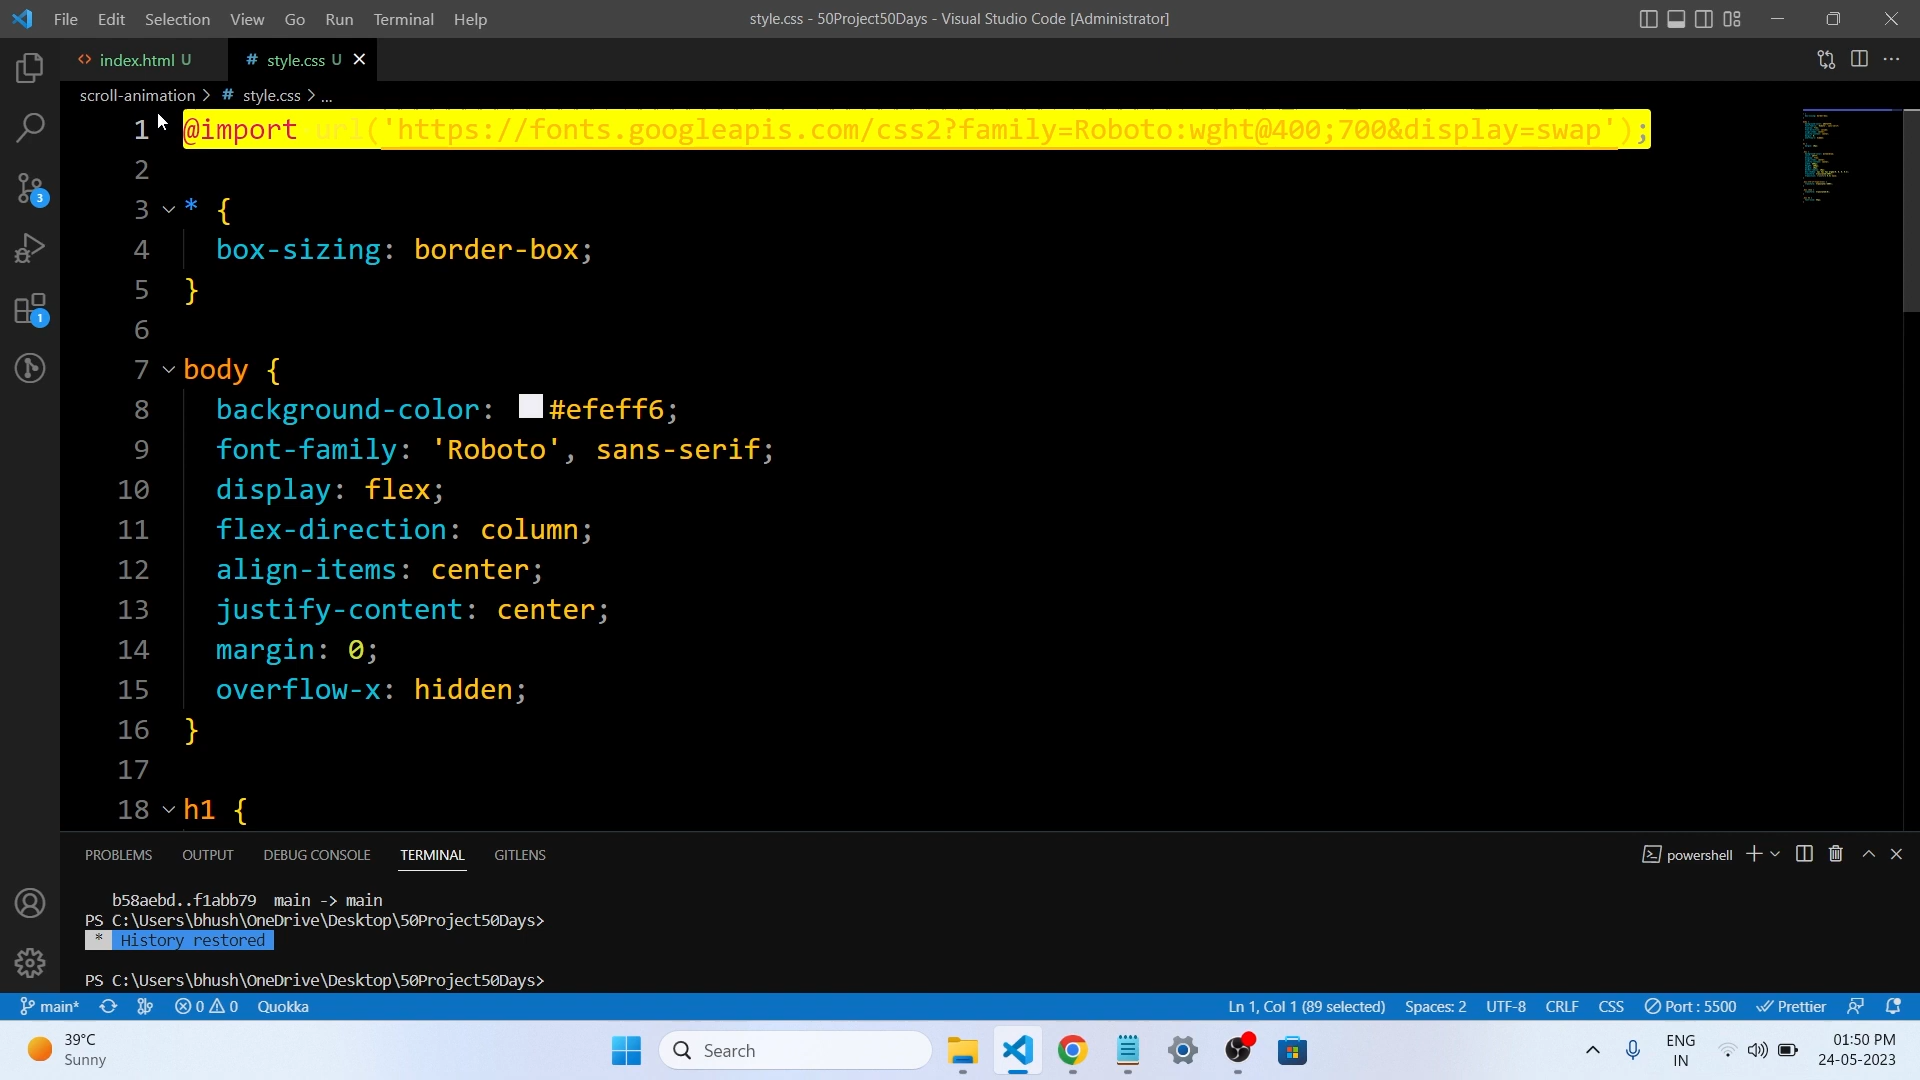 File Edit Selection View Go Run Terminal Help
style.css - 50Project50Days - Visual Studio Code [Administrator]
<> index.html U
# style.css U
scroll-animation > # style.css > ...
1 @import url('https://fonts.googleapis.com/css2?family=Roboto:wght@400;700&display=swap');
2
3 * {
4 box-sizing: border-box;
5 }
6
7 body {
8 background-color: #efeff6;
9 font-family: 'Roboto', sans-serif;
10 display: flex;
11 flex-direction: column;
12 align-items: center;
13 justify-content: center;
14 margin: 0;
15 overflow-x: hidden;
16 }
17
18 h1 {
3
1
PROBLEMS OUTPUT DEBUG CONSOLE TERMINAL GITLENS
powershell
b58aebd..f1abb79 main -> main
PS C:\Users\bhush\OneDrive\Desktop\50Project50Days>
* History restored
PS C:\Users\bhush\OneDrive\Desktop\50Project50Days>
main* 0 0 Quokka
Ln 1, Col 1 (89 selected) Spaces: 2 UTF-8 CRLF CSS Port : 5500 Prettier
39°C
Sunny
Search
ENG
IN
01:50 PM
24-05-2023